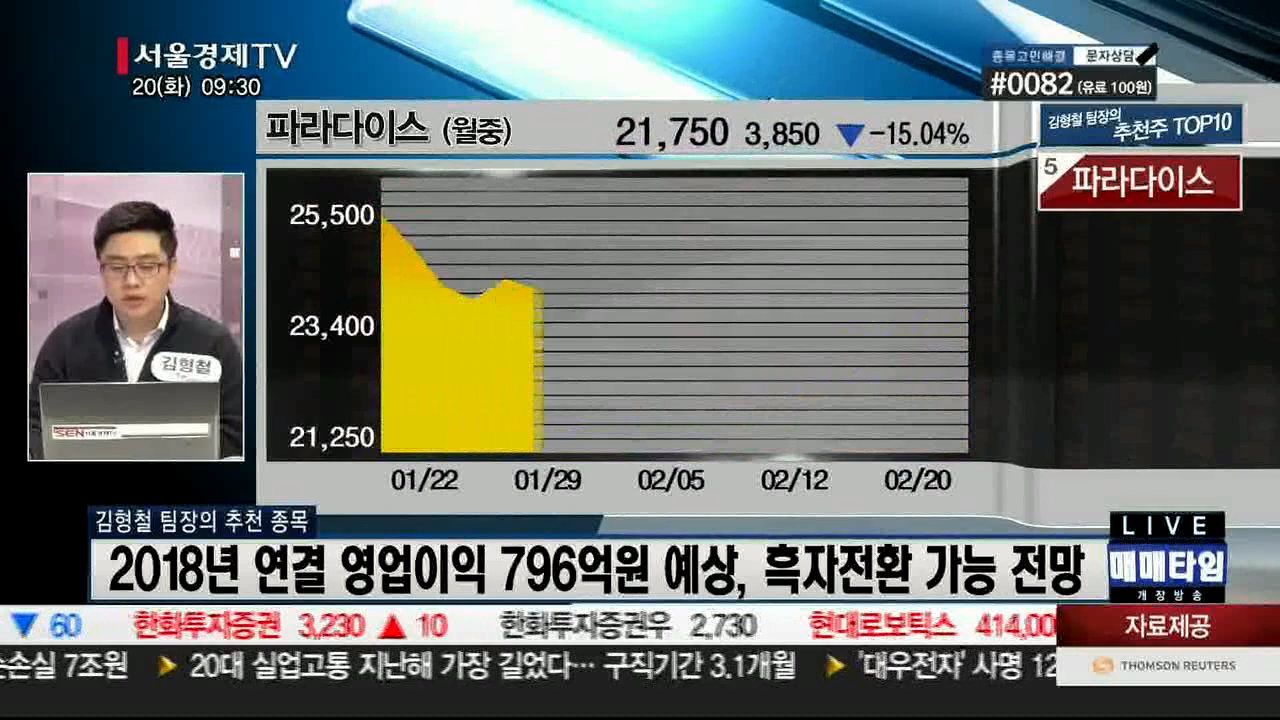 서울경제TV
20(화) 09:30
종목고민해결 문자상담
#0082 (유료 100원)
파라다이스 (월중) 21,750 3,850 ▼ -15.04%
김형철 팀장의
추천주 TOP10
5 파라다이스
25,500
23,400
21,250
01/22 01/29 02/05 02/12 02/20
김형철
SEN
김형철 팀장의 추천 종목
2018년 연결 영업이익 796억원 예상, 흑자전환 가능 전망
LIVE
매매타임
개장방송
▼ 60 한화투자증권 3,230 ▲ 10 한화투자증권우 2,730 현대로보틱스 414,00
자료제공
손실 7조원 ▶ 20대 실업고통 지난해 가장 길었다… 구직기간 3.1개월 ▶ '대우전자' 사명 12
THOMSON REUTERS